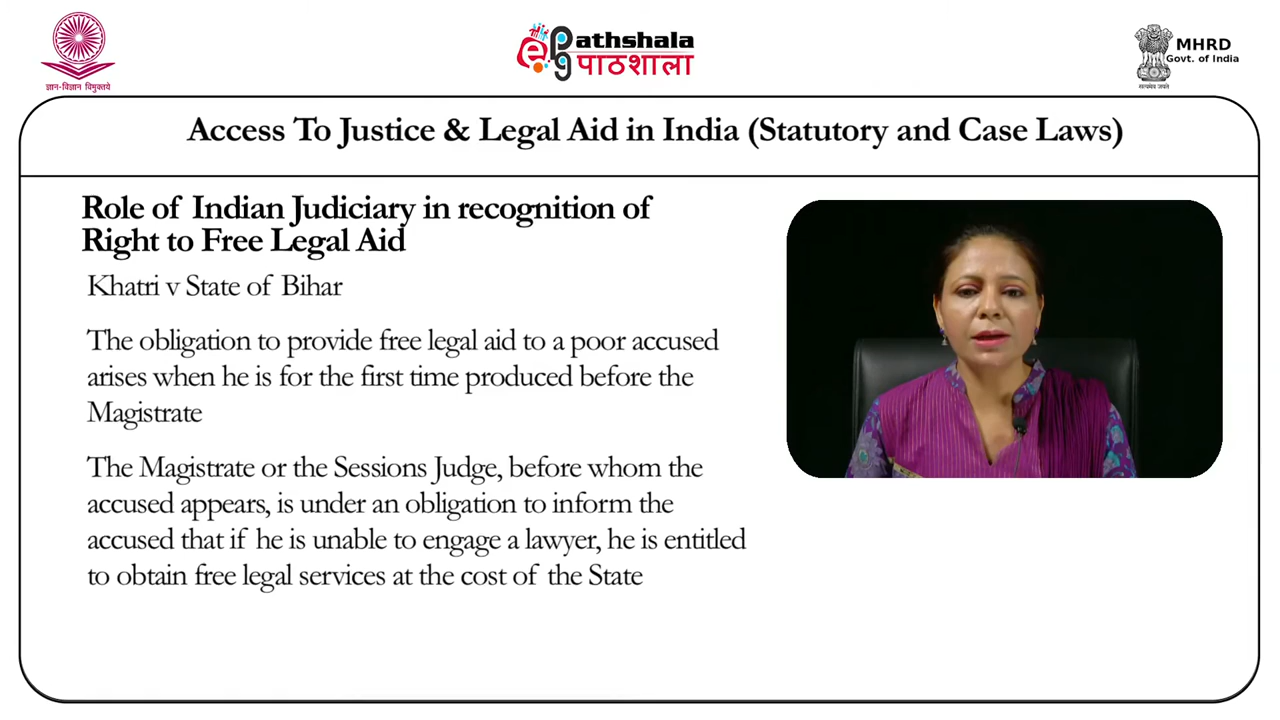 ज्ञान-विज्ञान विमुक्तये
ePG Pathshala
पाठशाला
MHRD
Govt. of India
सत्यमेव जयते
Access To Justice & Legal Aid in India (Statutory and Case Laws)
Role of Indian Judiciary in recognition of
Right to Free Legal Aid
Khatri v State of Bihar
The obligation to provide free legal aid to a poor accused
arises when he is for the first time produced before the
Magistrate
The Magistrate or the Sessions Judge, before whom the
accused appears, is under an obligation to inform the
accused that if he is unable to engage a lawyer, he is entitled
to obtain free legal services at the cost of the State